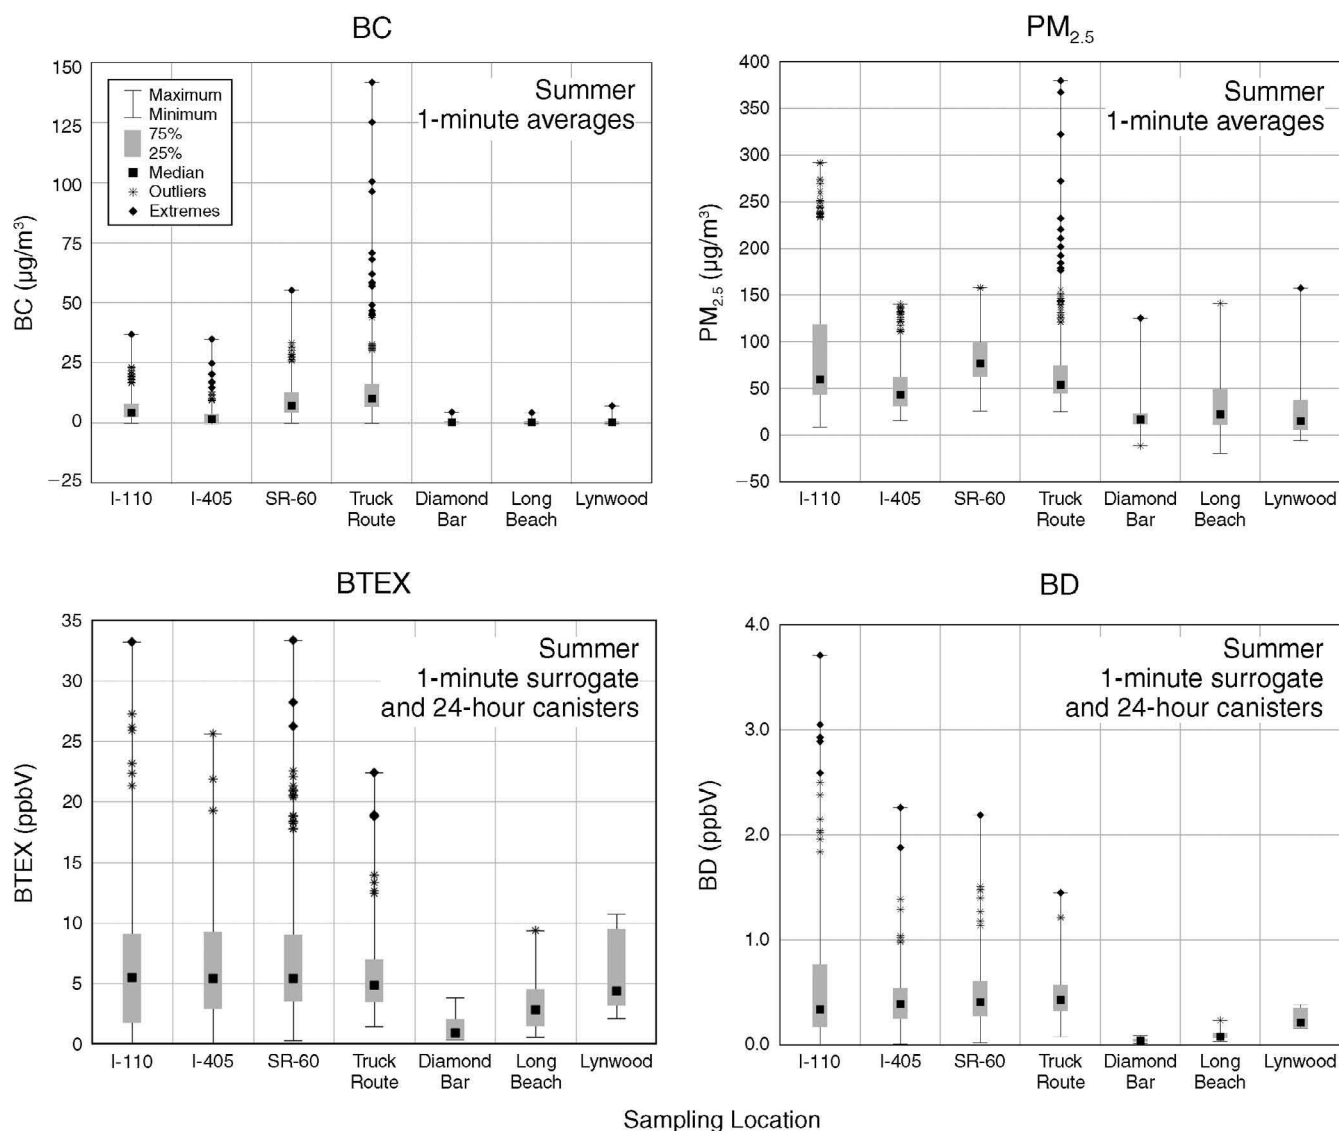 BC
150
125
100
75
50
25
0
−25
BC (µg/m³)
Maximum
Minimum
75%
25%
Median
Outliers
Extremes
Summer
1-minute averages
I-110
I-405
SR-60
Truck Route
Diamond Bar
Long Beach
Lynwood
PM2.5
400
350
300
250
200
150
100
50
0
−50
PM2.5 (µg/m³)
Summer
1-minute averages
I-110
I-405
SR-60
Truck Route
Diamond Bar
Long Beach
Lynwood
BTEX
35
30
25
20
15
10
5
0
BTEX (ppbV)
Summer
1-minute surrogate
and 24-hour canisters
I-110
I-405
SR-60
Truck Route
Diamond Bar
Long Beach
Lynwood
BD
4.0
3.0
2.0
1.0
0.0
BD (ppbV)
Summer
1-minute surrogate
and 24-hour canisters
I-110
I-405
SR-60
Truck Route
Diamond Bar
Long Beach
Lynwood
Sampling Location